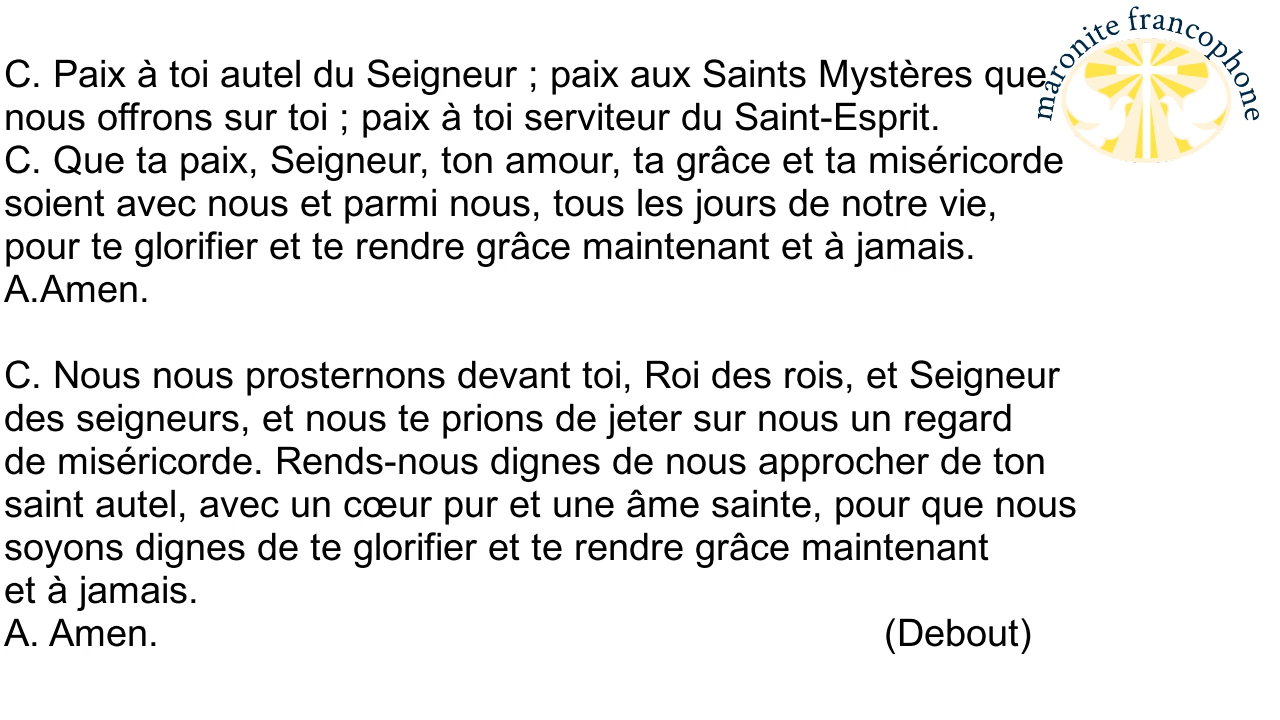 maronite francophone
C. Paix à toi autel du Seigneur ; paix aux Saints Mystères que
nous offrons sur toi ; paix à toi serviteur du Saint-Esprit.
C. Que ta paix, Seigneur, ton amour, ta grâce et ta miséricorde
soient avec nous et parmi nous, tous les jours de notre vie,
pour te glorifier et te rendre grâce maintenant et à jamais.
A.Amen.
C. Nous nous prosternons devant toi, Roi des rois, et Seigneur
des seigneurs, et nous te prions de jeter sur nous un regard
de miséricorde. Rends-nous dignes de nous approcher de ton
saint autel, avec un cœur pur et une âme sainte, pour que nous
soyons dignes de te glorifier et te rendre grâce maintenant
et à jamais.
A. Amen. (Debout)